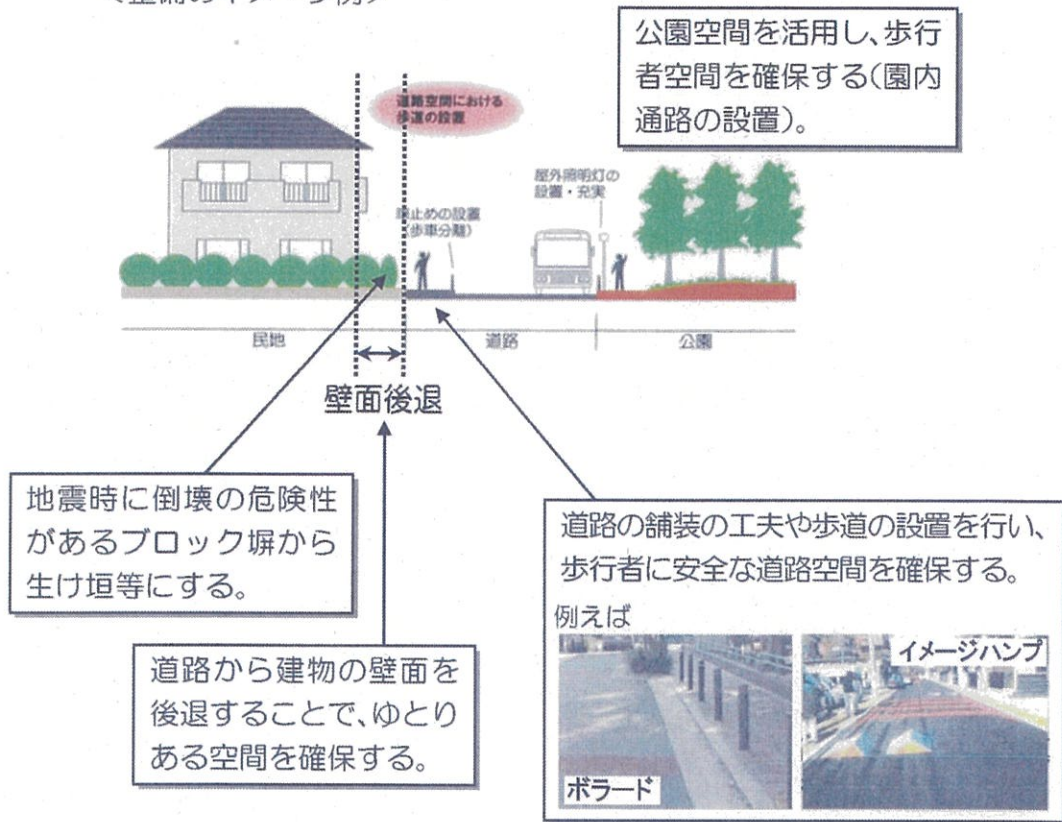 公園空間を活用し、歩行
者空間を確保する(園内
通路の設置)。
道路空間における
歩道の設置
屋外照明灯の
設置・充実
車止めの設置
(歩車分離)
民地
道路
公園
壁面後退
地震時に倒壊の危険性
があるブロック塀から
生け垣等にする。
道路から建物の壁面を
後退することで、ゆとり
ある空間を確保する。
道路の舗装の工夫や歩道の設置を行い、
歩行者に安全な道路空間を確保する。
例えば
ボラード
イメージハンプ